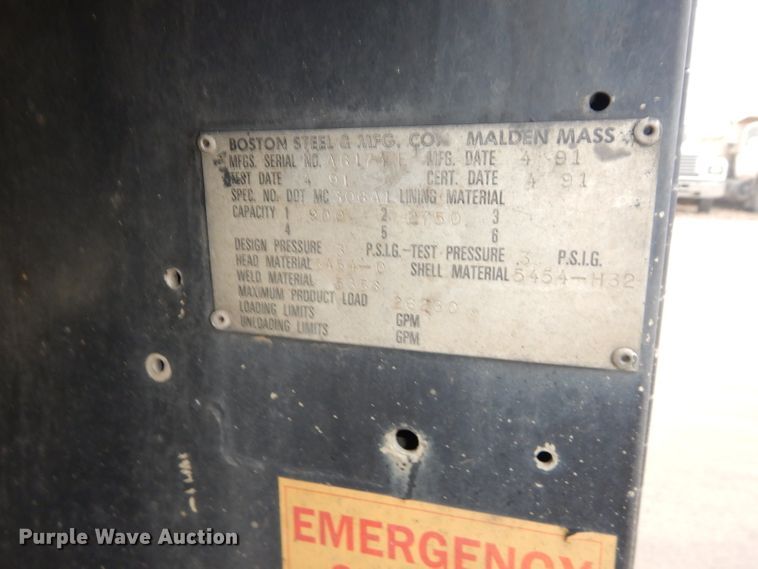 BOSTON STEEL & MFG. CO. MALDEN MASS
MFGS. SERIAL NO. MFG. DATE 4 91
TEST DATE 4 91 CERT. DATE 4 91
SPEC. NO. DOT MC 306AL LINING MATERIAL
CAPACITY 1 2 2750 3
4 5 6
DESIGN PRESSURE 3 P.S.I.G.-TEST PRESSURE 3 P.S.I.G.
HEAD MATERIAL 5454-0 SHELL MATERIAL 5454-H32
WELD MATERIAL
MAXIMUM PRODUCT LOAD
LOADING LIMITS GPM
UNLOADING LIMITS GPM
EMERGENCY
Purple Wave Auction